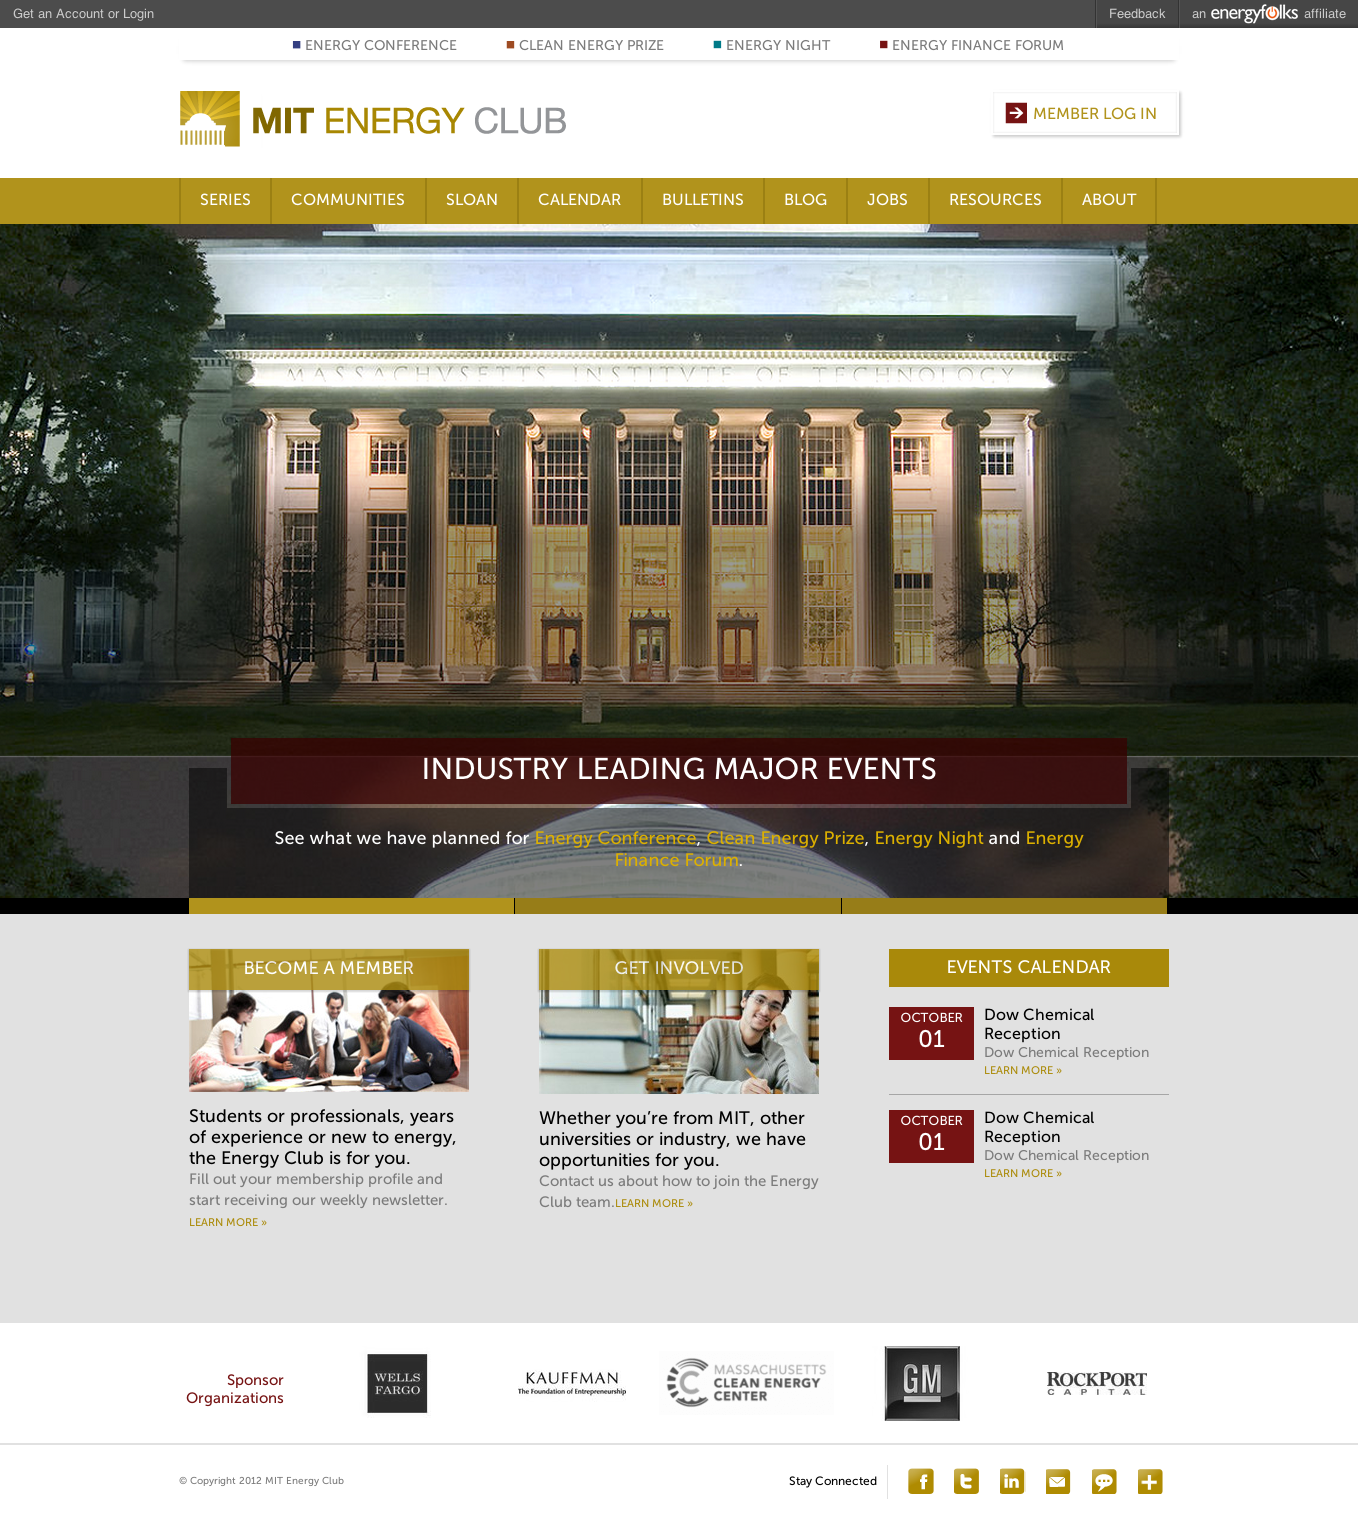 Get an Account or Login
Feedback
an energyfolks affiliate
ENERGY CONFERENCE
CLEAN ENERGY PRIZE
ENERGY NIGHT
ENERGY FINANCE FORUM
MIT ENERGY CLUB
MEMBER LOG IN
SERIES
COMMUNITIES
SLOAN
CALENDAR
BULLETINS
BLOG
JOBS
RESOURCES
ABOUT
MASSACHVSETTS INSTITVTE OF TECHNOLOGY
INDUSTRY LEADING MAJOR EVENTS
See what we have planned for Energy Conference, Clean Energy Prize, Energy Night and Energy
Finance Forum.
BECOME A MEMBER
Students or professionals, years
of experience or new to energy,
the Energy Club is for you.
Fill out your membership profile and
start receiving our weekly newsletter.
LEARN MORE »
GET INVOLVED
Whether you’re from MIT, other
universities or industry, we have
opportunities for you.
Contact us about how to join the Energy
Club team.LEARN MORE »
EVENTS CALENDAR
OCTOBER
01
Dow Chemical
Reception
Dow Chemical Reception
LEARN MORE »
OCTOBER
01
Dow Chemical
Reception
Dow Chemical Reception
LEARN MORE »
Sponsor
Organizations
WELLS
FARGO
KAUFFMAN
The Foundation of Entrepreneurship
MASSACHUSETTS
CLEAN ENERGY
CENTER
GM
ROCKPORT
CAPITAL
© Copyright 2012 MIT Energy Club
Stay Connected